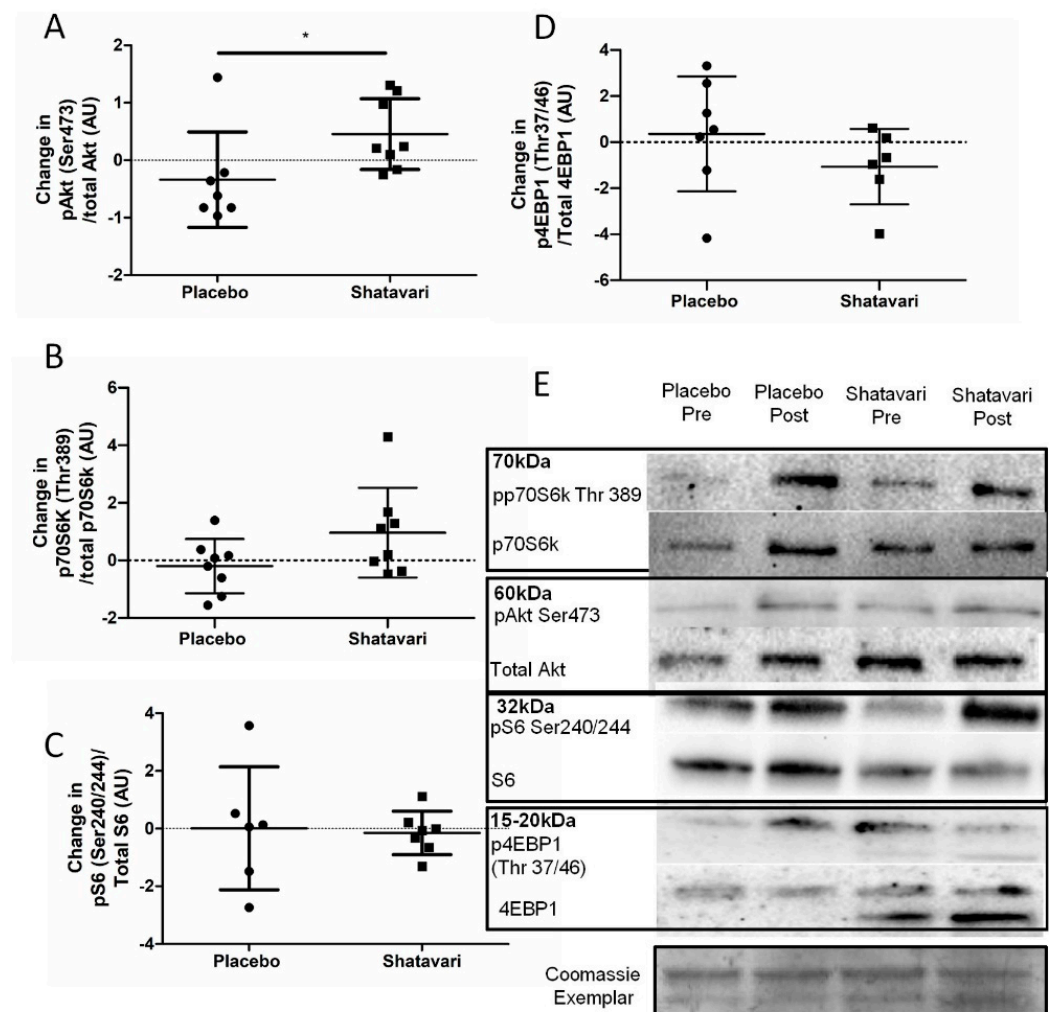 A
Change in
pAkt (Ser473)
/total Akt (AU)
2
1
0
-1
-2
*
Placebo
Shatavari
D
Change in
p4EBP1 (Thr37/46)
/Total 4EBP1 (AU)
4
2
0
-2
-4
-6
Placebo
Shatavari
B
Change in
p70S6K (Thr389)
/total p70S6k (AU)
6
4
2
0
-2
Placebo
Shatavari
C
Change in
pS6 (Ser240/244)/
Total S6 (AU)
4
2
0
-2
-4
Placebo
Shatavari
E
Placebo
Pre
Placebo
Post
Shatavari
Pre
Shatavari
Post
70kDa
pp70S6k Thr 389
p70S6k
60kDa
pAkt Ser473
Total Akt
32kDa
pS6 Ser240/244
S6
15-20kDa
p4EBP1
(Thr 37/46)
4EBP1
Coomassie
Exemplar